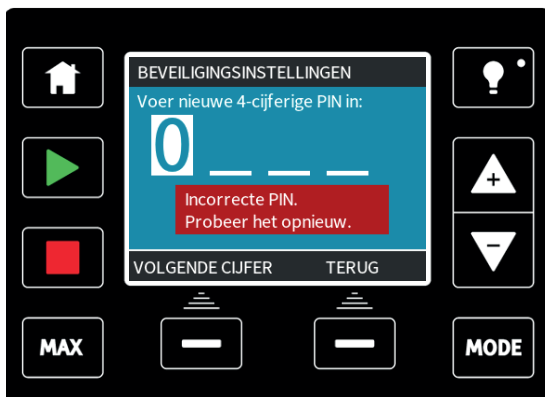 BEVEILIGINGSINSTELLINGEN
Voer nieuwe 4-cijferige PIN in:
0 _ _ _
Incorrecte PIN.
Probeer het opnieuw.
+
−
VOLGENDE CIJFER TERUG
MAX
MODE